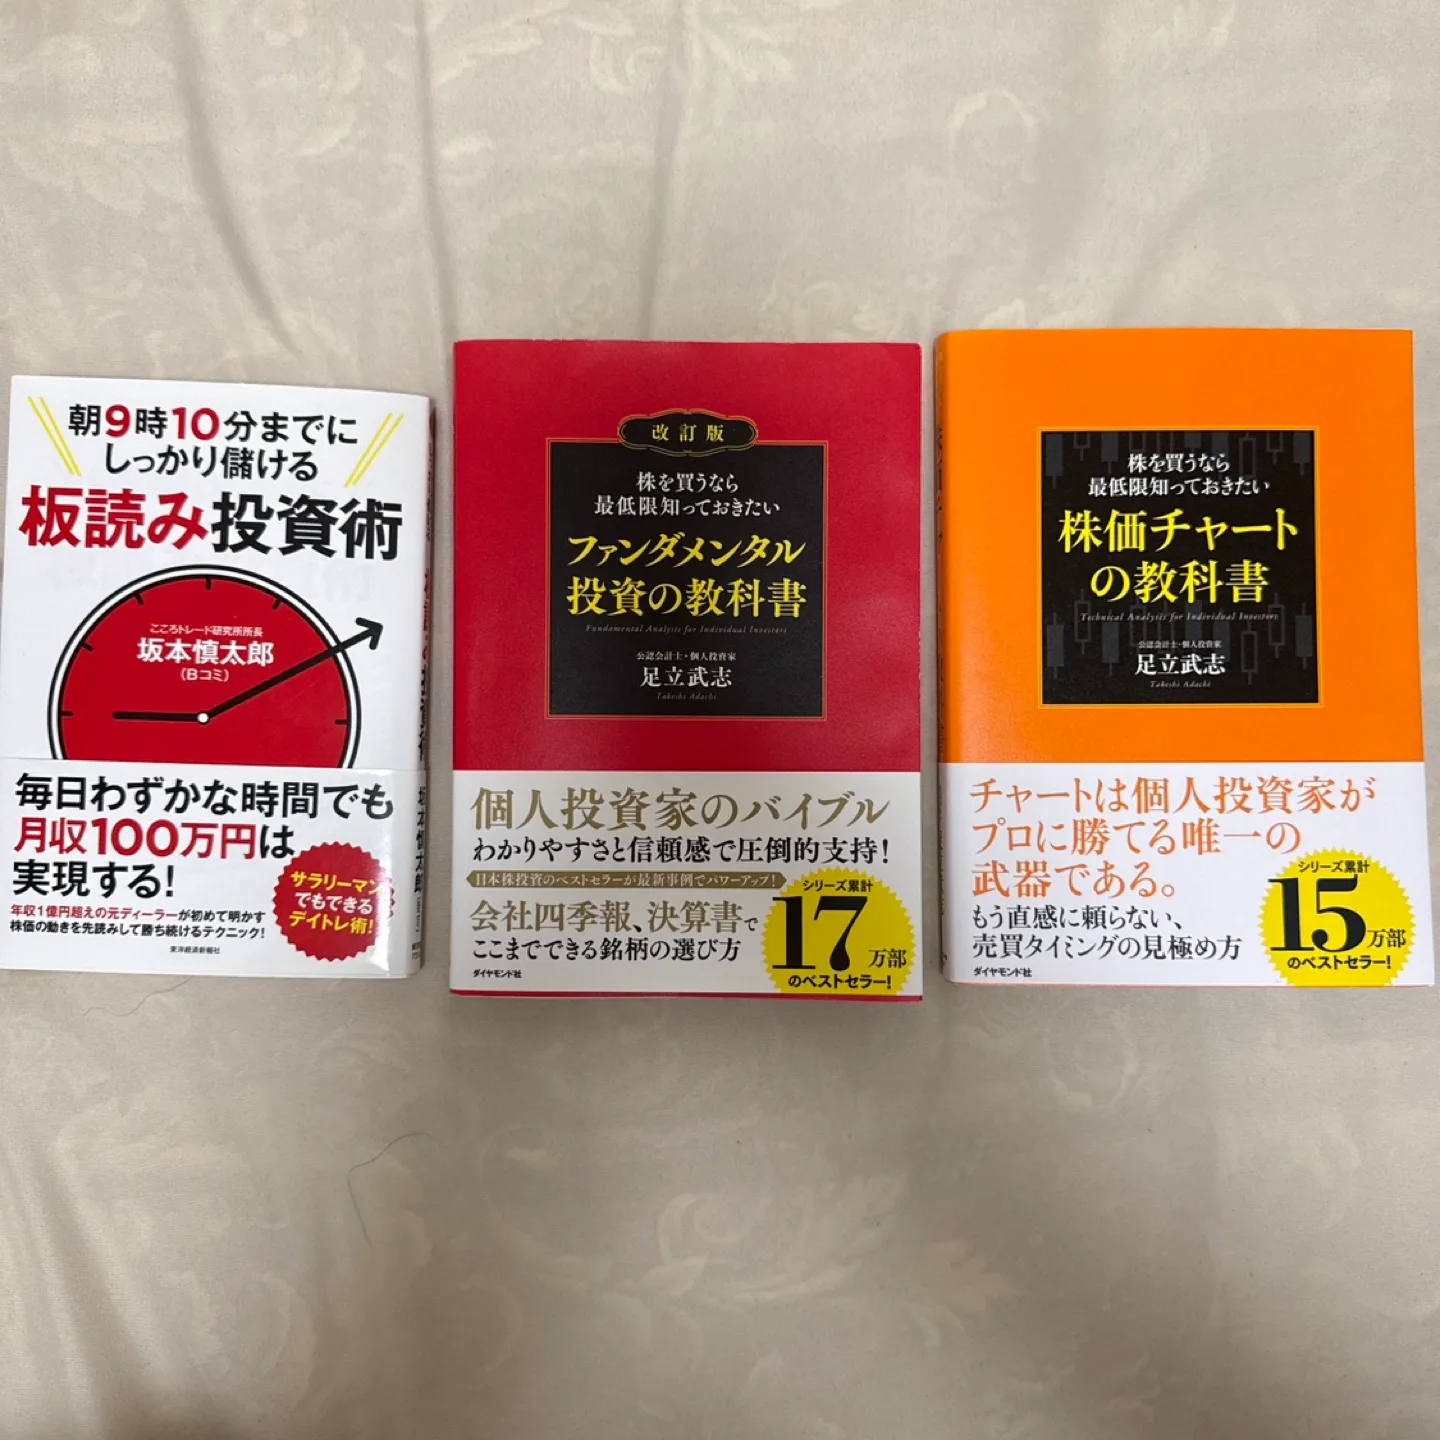 朝9時10分までに
しっかり儲ける
板読み投資術
こころトレード研究所所長
坂本慎太郎
(Bコミ)
毎日わずかな時間でも
月収100万円は
実現する!
サラリーマン
でもできる
デイトレ術!
年収1億円超えの元ディーラーが初めて明かす
株価の動きを先読みして勝ち続けるテクニック!
東洋経済新報社
坂本慎太郎
改訂版
株を買うなら
最低限知っておきたい
ファンダメンタル
投資の教科書
Fundamental Analysis for Individual Investors
公認会計士・個人投資家
足立武志
Takeshi Adachi
個人投資家のバイブル
わかりやすさと信頼感で圧倒的支持!
日本株投資のベストセラーが最新事例でパワーアップ!
会社四季報、決算書で
ここまでできる銘柄の選び方
シリーズ累計
17万部
のベストセラー!
ダイヤモンド社
株を買うなら
最低限知っておきたい
株価チャート
の教科書
Technical Analysis for Individual Investors
公認会計士・個人投資家
足立武志
Takeshi Adachi
チャートは個人投資家が
プロに勝てる唯一の
武器である。
もう直感に頼らない、
売買タイミングの見極め方
シリーズ累計
15万部
のベストセラー!
ダイヤモンド社